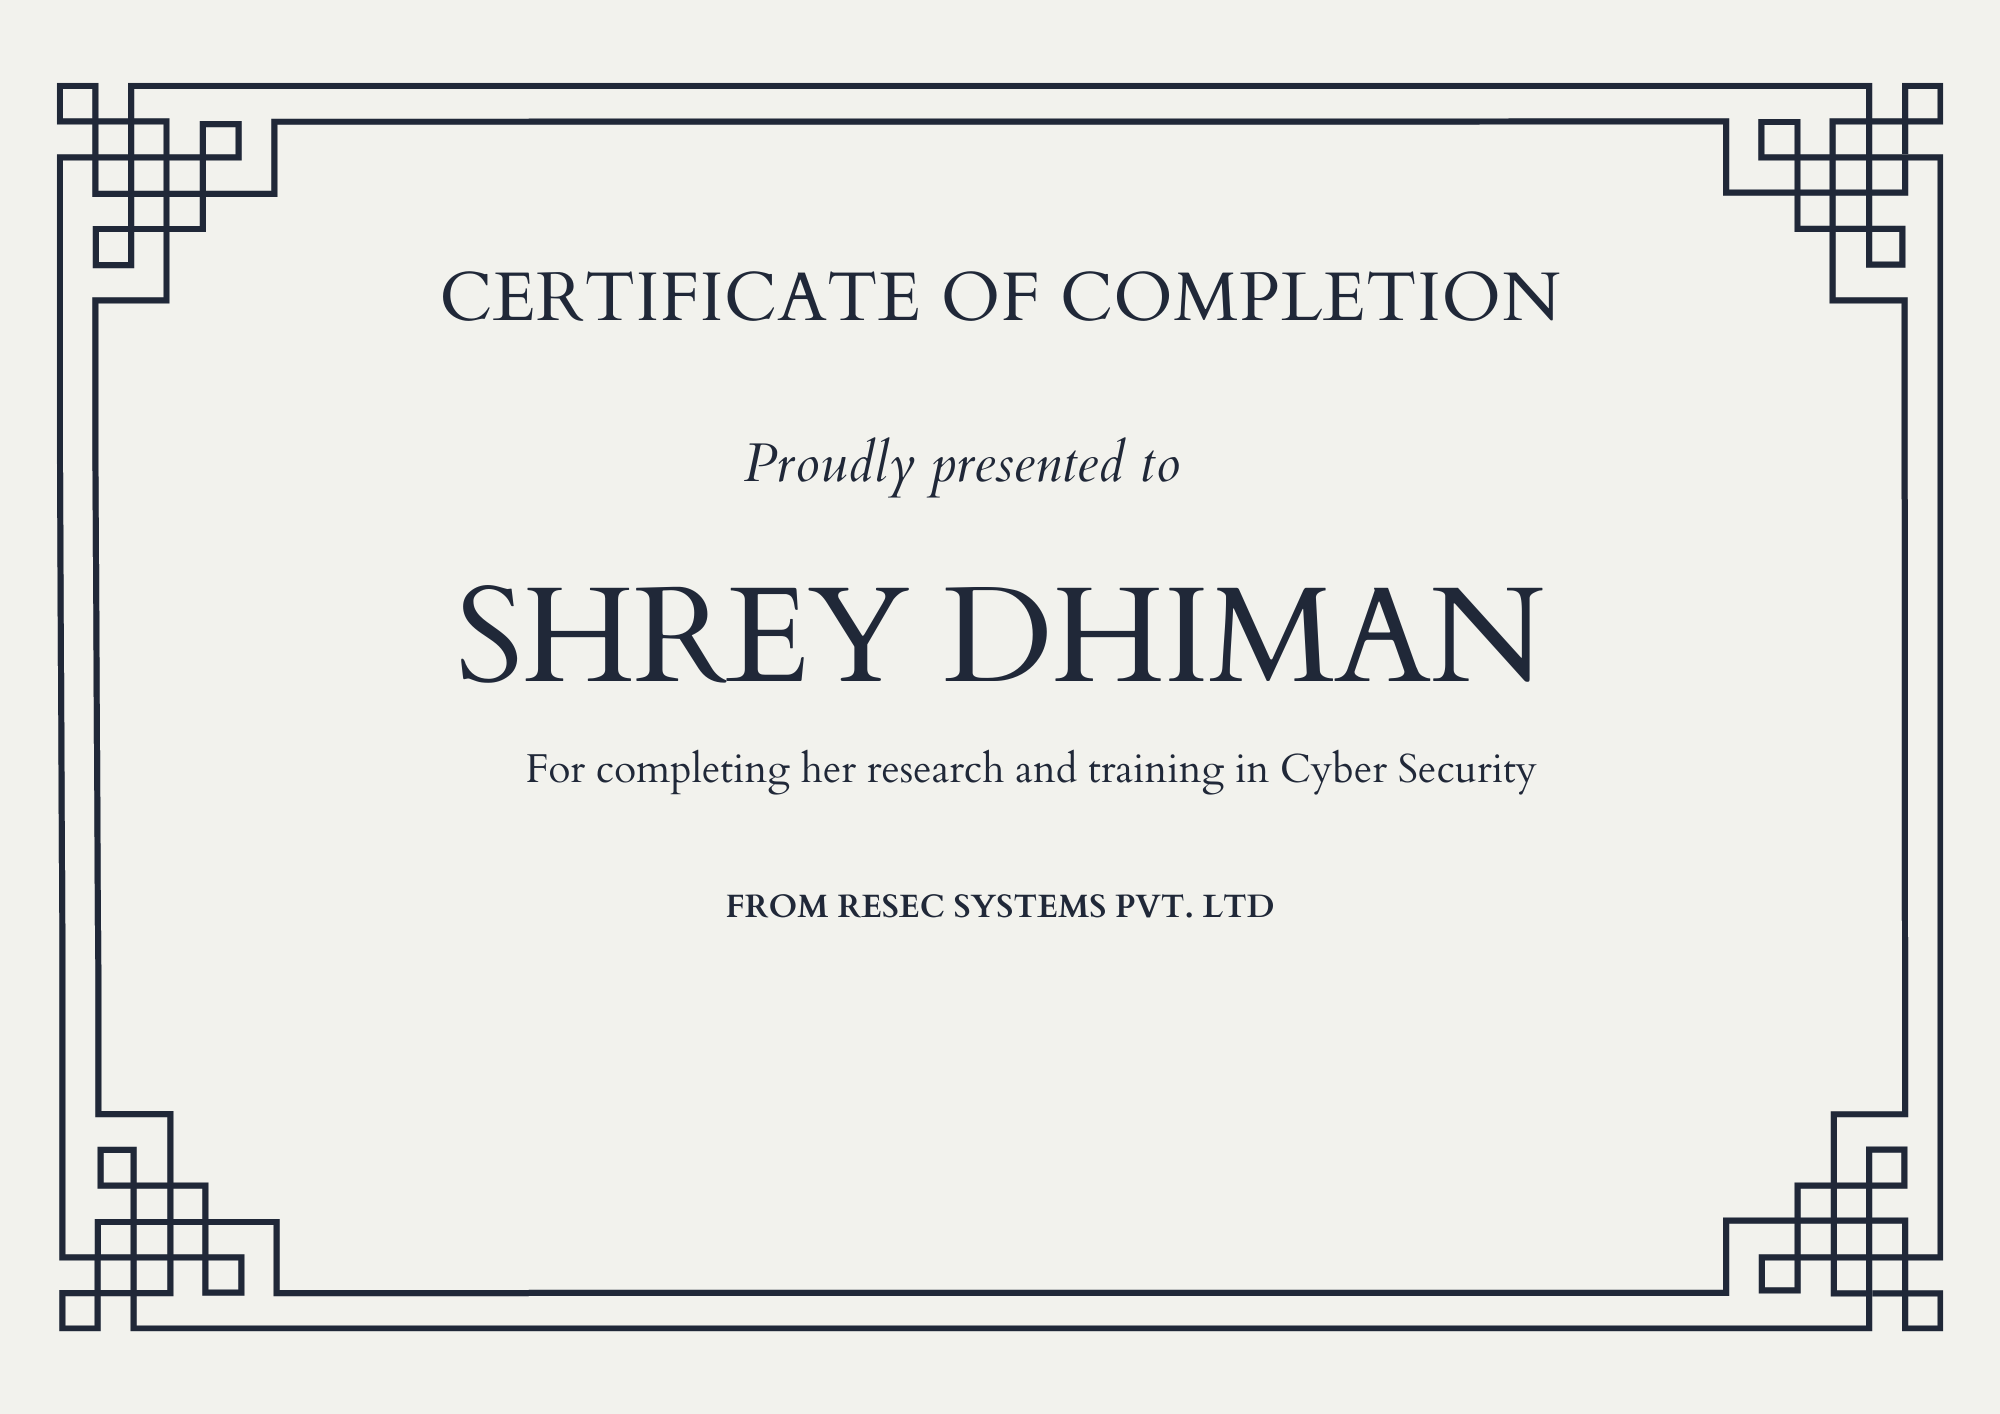 CERTIFICATE OF COMPLETION
Proudly presented to
SHREY DHIMAN
For completing her research and training in Cyber Security
FROM RESEC SYSTEMS PVT. LTD